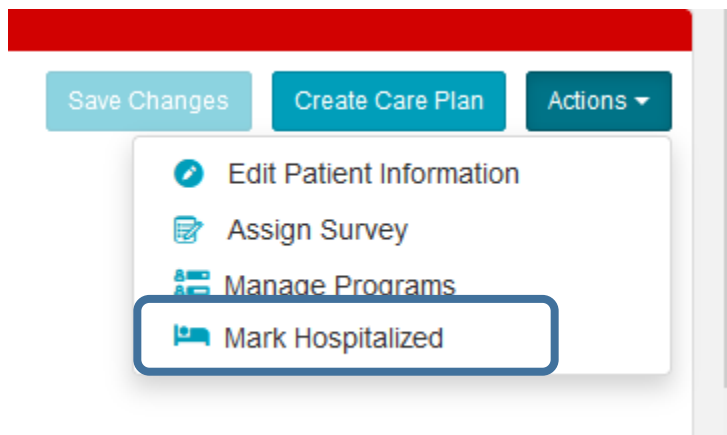 Save Changes Create Care Plan Actions
Edit Patient Information
Assign Survey
Manage Programs
Mark Hospitalized